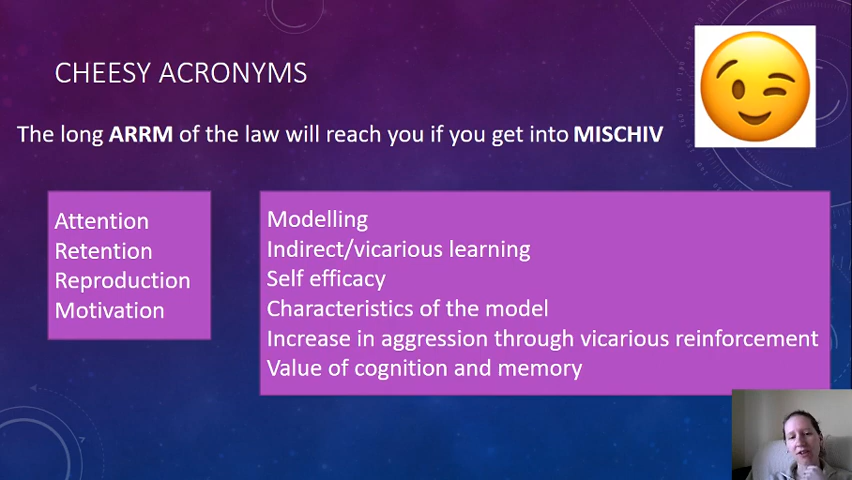 CHEESY ACRONYMS
The long ARRM of the law will reach you if you get into MISCHIV
Attention
Retention
Reproduction
Motivation
Modelling
Indirect/vicarious learning
Self efficacy
Characteristics of the model
Increase in aggression through vicarious reinforcement
Value of cognition and memory